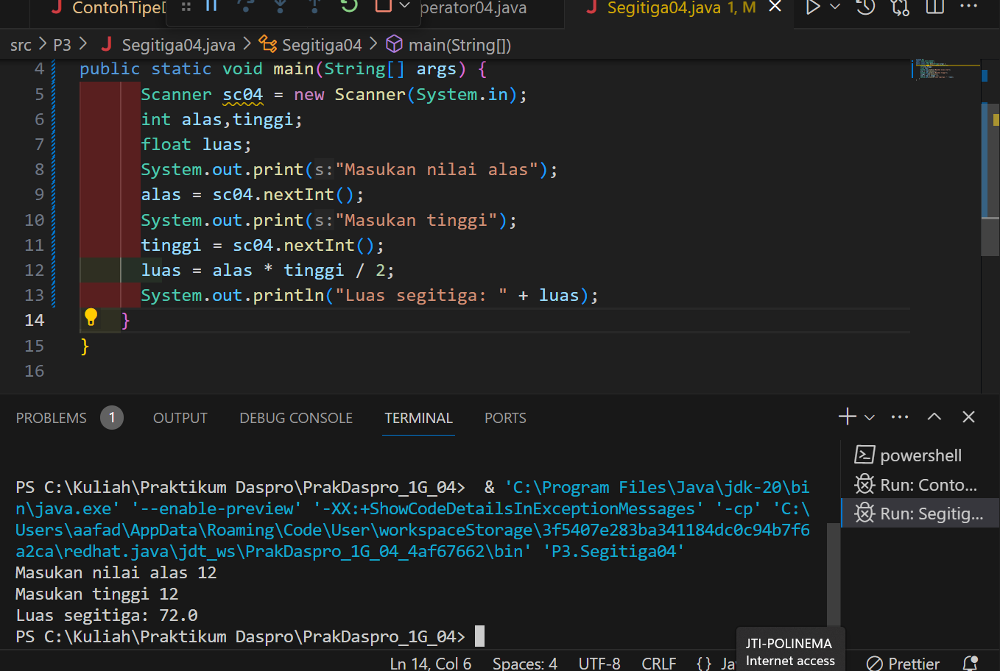 ContohTipeD perator04.java Segitiga04.java 1, M
src > P3 > J Segitiga04.java > Segitiga04 > main(String[])
4 public static void main(String[] args) {
5 Scanner sc04 = new Scanner(System.in);
6 int alas,tinggi;
7 float luas;
8 System.out.print(s:"Masukan nilai alas");
9 alas = sc04.nextInt();
10 System.out.print(s:"Masukan tinggi");
11 tinggi = sc04.nextInt();
12 luas = alas * tinggi / 2;
13 System.out.println("Luas segitiga: " + luas);
14 }
15 }
16
PROBLEMS 1 OUTPUT DEBUG CONSOLE TERMINAL PORTS
powershell
Run: Conto...
Run: Segitig...
PS C:\Kuliah\Praktikum Daspro\PrakDaspro_1G_04> & 'C:\Program Files\Java\jdk-20\bi
n\java.exe' '--enable-preview' '-XX:+ShowCodeDetailsInExceptionMessages' '-cp' 'C:\
Users\aafad\AppData\Roaming\Code\User\workspaceStorage\3f5407e283ba341184dc0c94b7f6
a2ca\redhat.java\jdt_ws\PrakDaspro_1G_04_4af67662\bin' 'P3.Segitiga04'
Masukan nilai alas 12
Masukan tinggi 12
Luas segitiga: 72.0
PS C:\Kuliah\Praktikum Daspro\PrakDaspro_1G_04>
JTI-POLINEMA
Internet access
Ln 14, Col 6 Spaces: 4 UTF-8 CRLF {} Ja Prettier